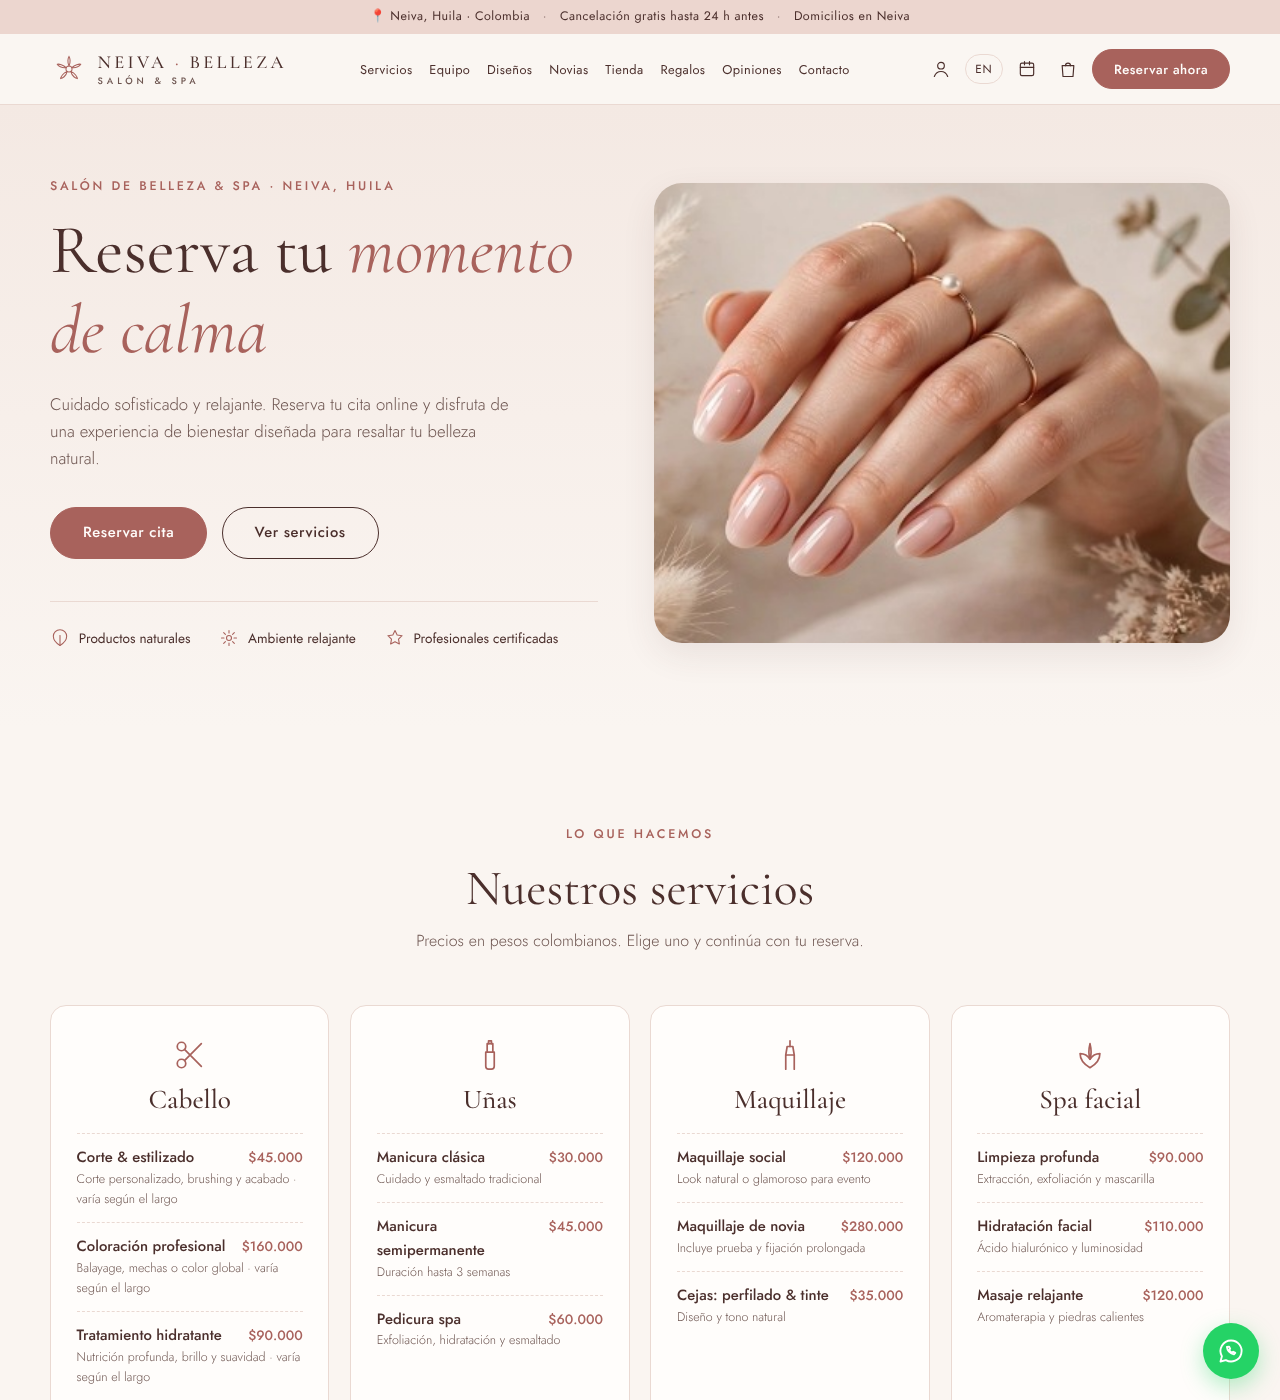 📍 Neiva, Huila · Colombia · Cancelación gratis hasta 24 h antes · Domicilios en Neiva
NEIVA · BELLEZA
SALÓN & SPA
Servicios Equipo Diseños Novias Tienda Regalos Opiniones Contacto
EN
Reservar ahora
SALÓN DE BELLEZA & SPA · NEIVA, HUILA
Reserva tu momento
de calma
Cuidado sofisticado y relajante. Reserva tu cita online y disfruta de
una experiencia de bienestar diseñada para resaltar tu belleza
natural.
Reservar cita
Ver servicios
Productos naturales
Ambiente relajante
Profesionales certificadas
LO QUE HACEMOS
Nuestros servicios
Precios en pesos colombianos. Elige uno y continúa con tu reserva.
Cabello
Corte & estilizado $45.000
Corte personalizado, brushing y acabado ·
varía según el largo
Coloración profesional $160.000
Balayage, mechas o color global · varía
según el largo
Tratamiento hidratante $90.000
Nutrición profunda, brillo y suavidad · varía
según el largo
Uñas
Manicura clásica $30.000
Cuidado y esmaltado tradicional
Manicura $45.000
semipermanente
Duración hasta 3 semanas
Pedicura spa $60.000
Exfoliación, hidratación y esmaltado
Maquillaje
Maquillaje social $120.000
Look natural o glamoroso para evento
Maquillaje de novia $280.000
Incluye prueba y fijación prolongada
Cejas: perfilado & tinte $35.000
Diseño y tono natural
Spa facial
Limpieza profunda $90.000
Extracción, exfoliación y mascarilla
Hidratación facial $110.000
Ácido hialurónico y luminosidad
Masaje relajante $120.000
Aromaterapia y piedras calientes